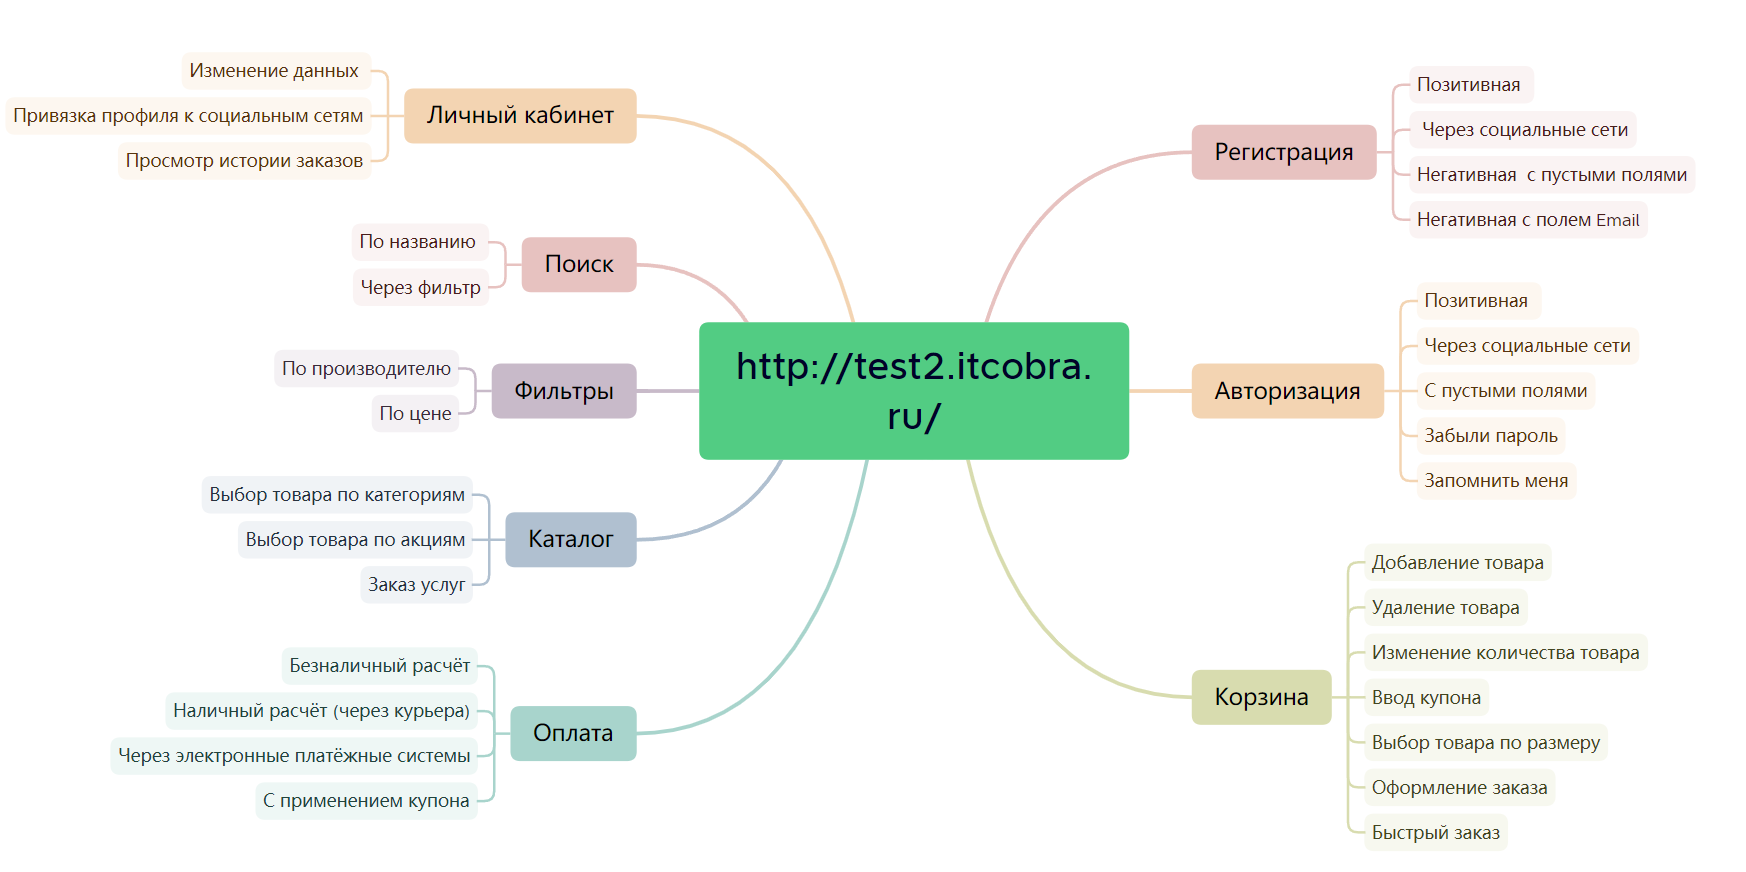 http://test2.itcobra.
ru/
Регистрация
Позитивная
Через социальные сети
Негативная с пустыми полями
Негативная с полем Email
Авторизация
Позитивная
Через социальные сети
С пустыми полями
Забыли пароль
Запомнить меня
Корзина
Добавление товара
Удаление товара
Изменение количества товара
Ввод купона
Выбор товара по размеру
Оформление заказа
Быстрый заказ
Личный кабинет
Изменение данных
Привязка профиля к социальным сетям
Просмотр истории заказов
Поиск
По названию
Через фильтр
Фильтры
По производителю
По цене
Каталог
Выбор товара по категориям
Выбор товара по акциям
Заказ услуг
Оплата
Безналичный расчёт
Наличный расчёт (через курьера)
Через электронные платёжные системы
С применением купона